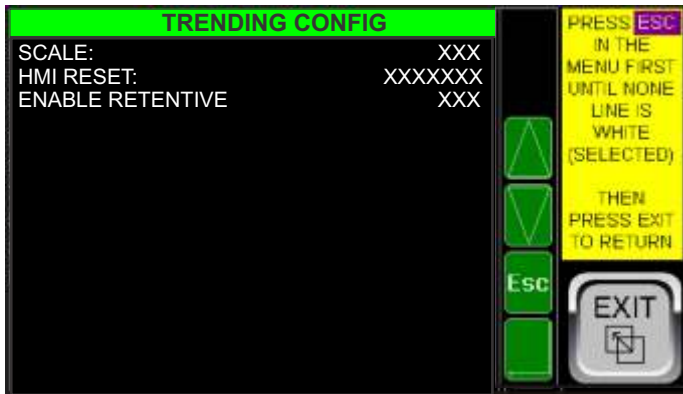 TRENDING CONFIG
SCALE: XXX
HMI RESET: XXXXXXX
ENABLE RETENTIVE XXX
Esc
PRESS ESC
IN THE
MENU FIRST
UNTIL NONE
LINE IS
WHITE
(SELECTED)
THEN
PRESS EXIT
TO RETURN
EXIT